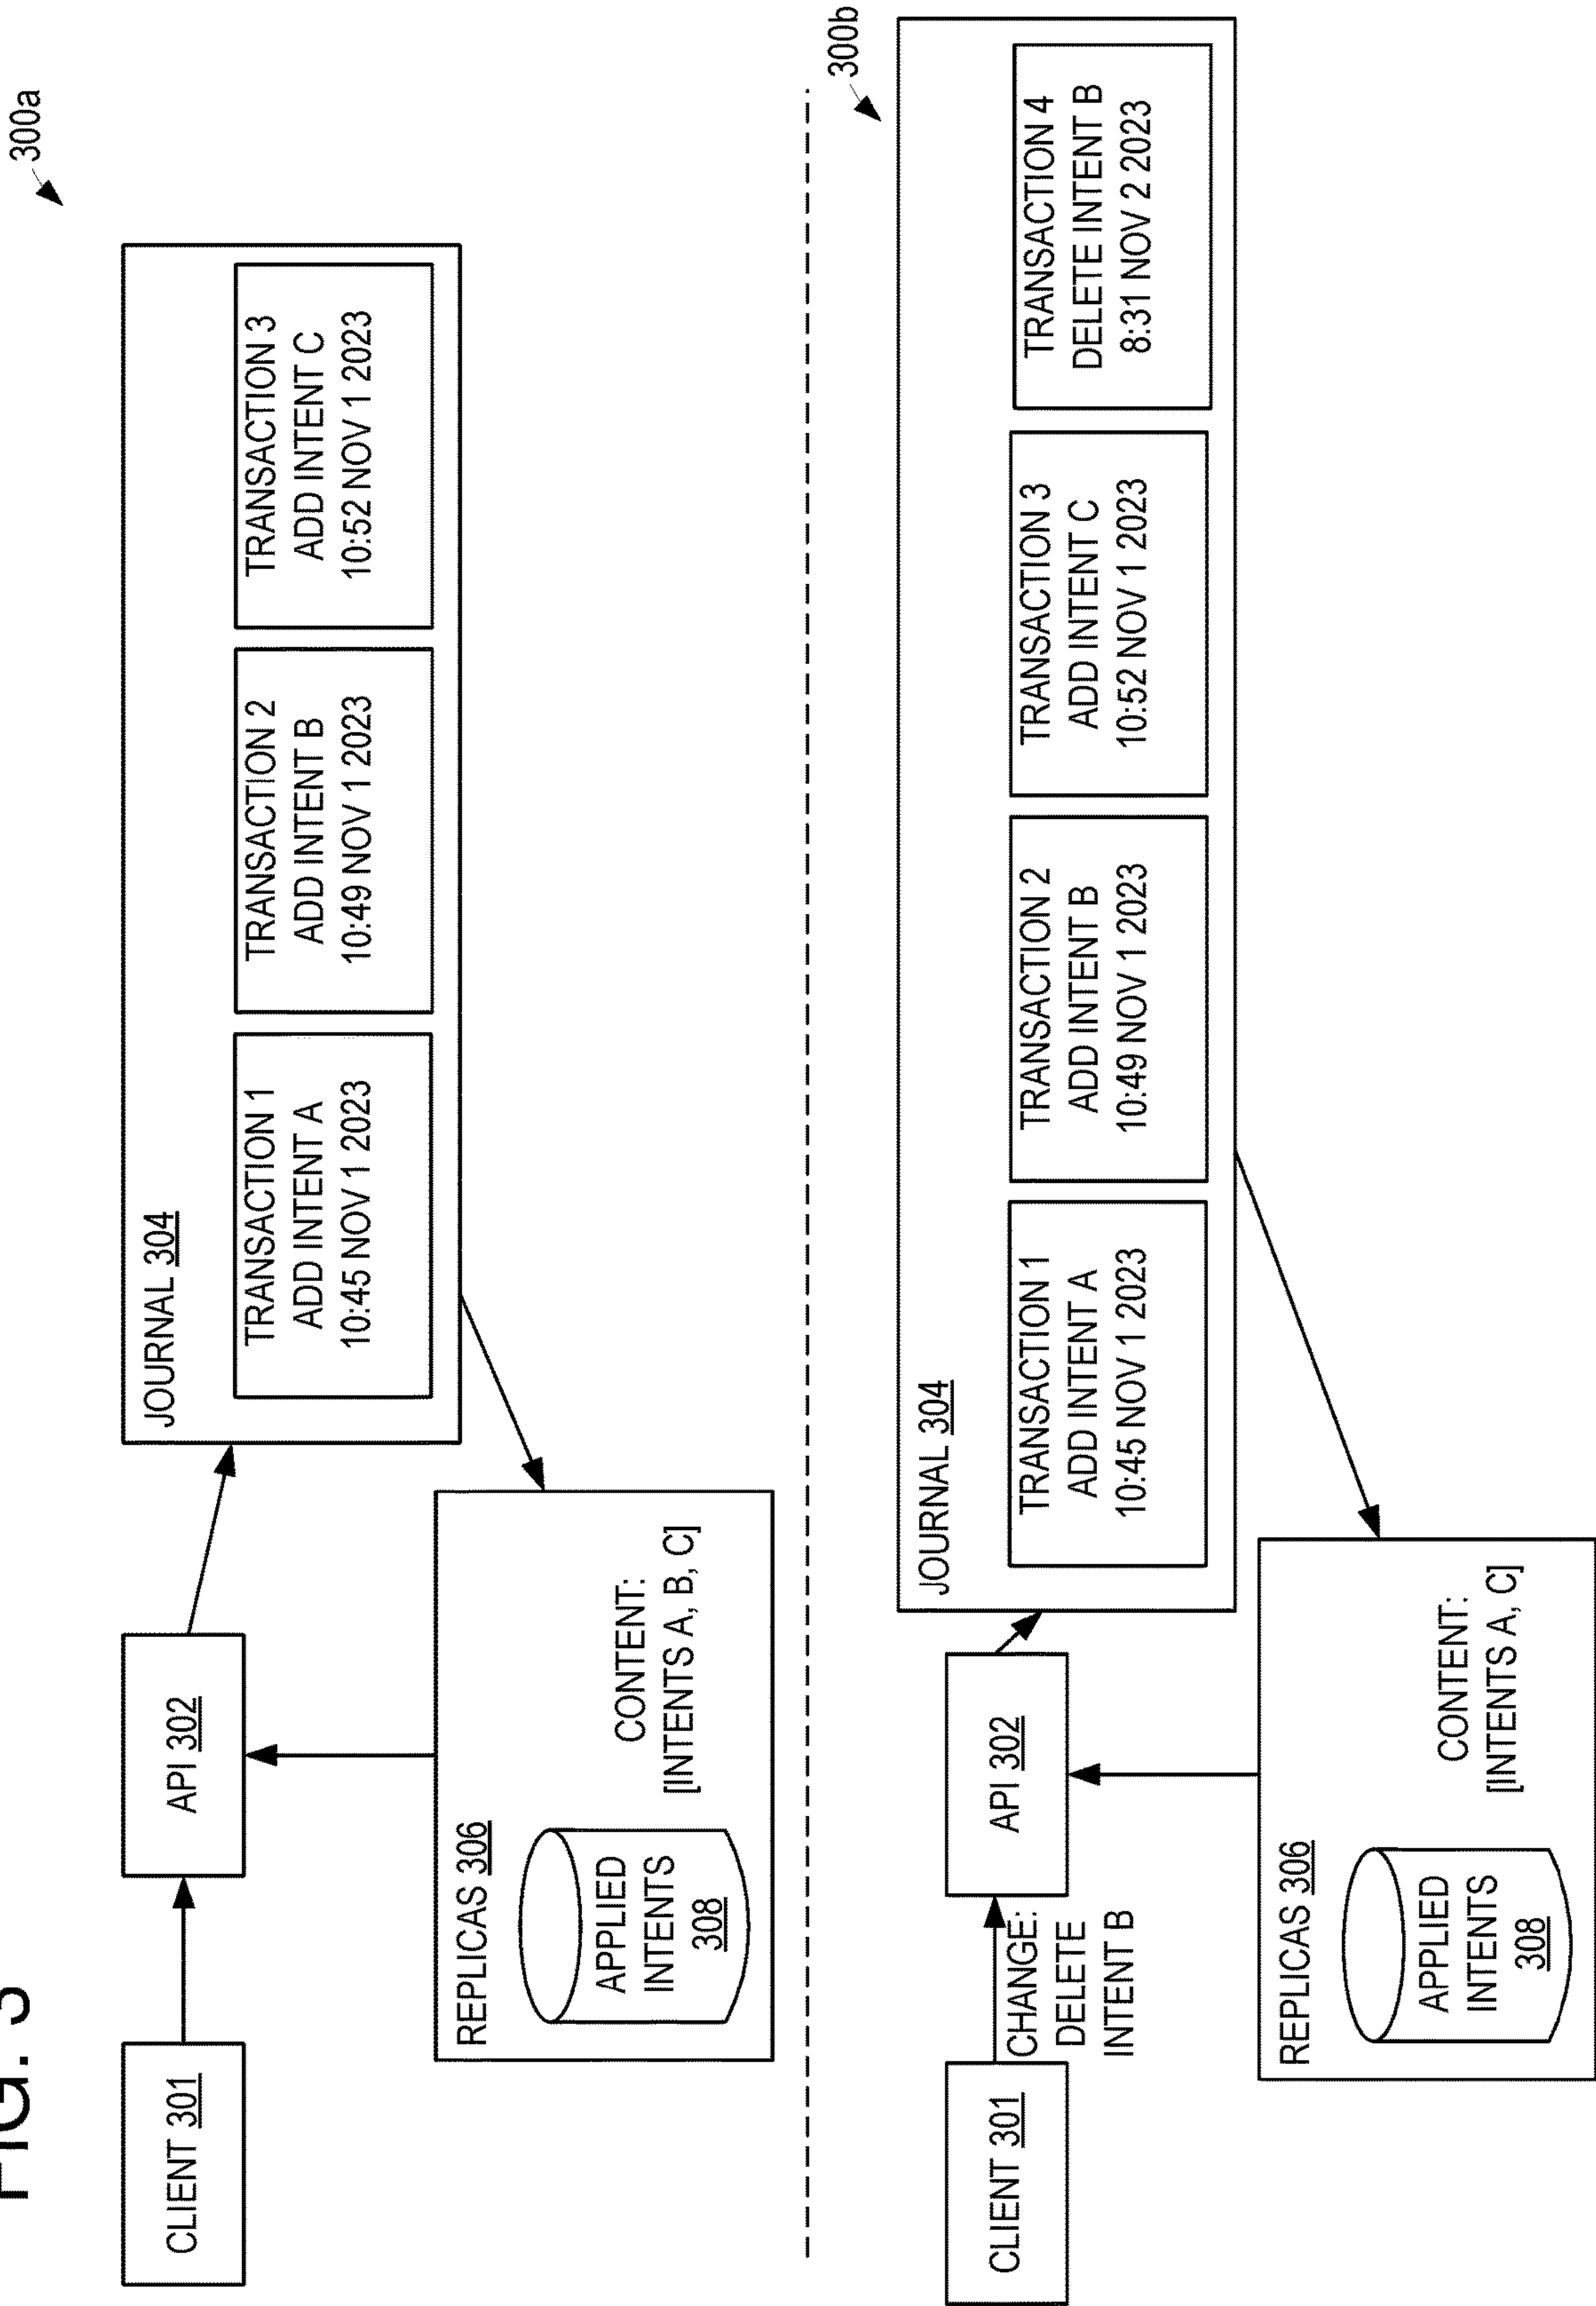 FIG. 3
300a
CLIENT 301
API 302
JOURNAL 304
TRANSACTION 1
ADD INTENT A
10:45 NOV 1 2023
TRANSACTION 2
ADD INTENT B
10:49 NOV 1 2023
TRANSACTION 3
ADD INTENT C
10:52 NOV 1 2023
REPLICAS 306
APPLIED
INTENTS
308
CONTENT:
[INTENTS A, B, C]
300b
CLIENT 301
CHANGE:
DELETE
INTENT B
API 302
JOURNAL 304
TRANSACTION 1
ADD INTENT A
10:45 NOV 1 2023
TRANSACTION 2
ADD INTENT B
10:49 NOV 1 2023
TRANSACTION 3
ADD INTENT C
10:52 NOV 1 2023
TRANSACTION 4
DELETE INTENT B
8:31 NOV 2 2023
REPLICAS 306
APPLIED
INTENTS
308
CONTENT:
[INTENTS A, C]